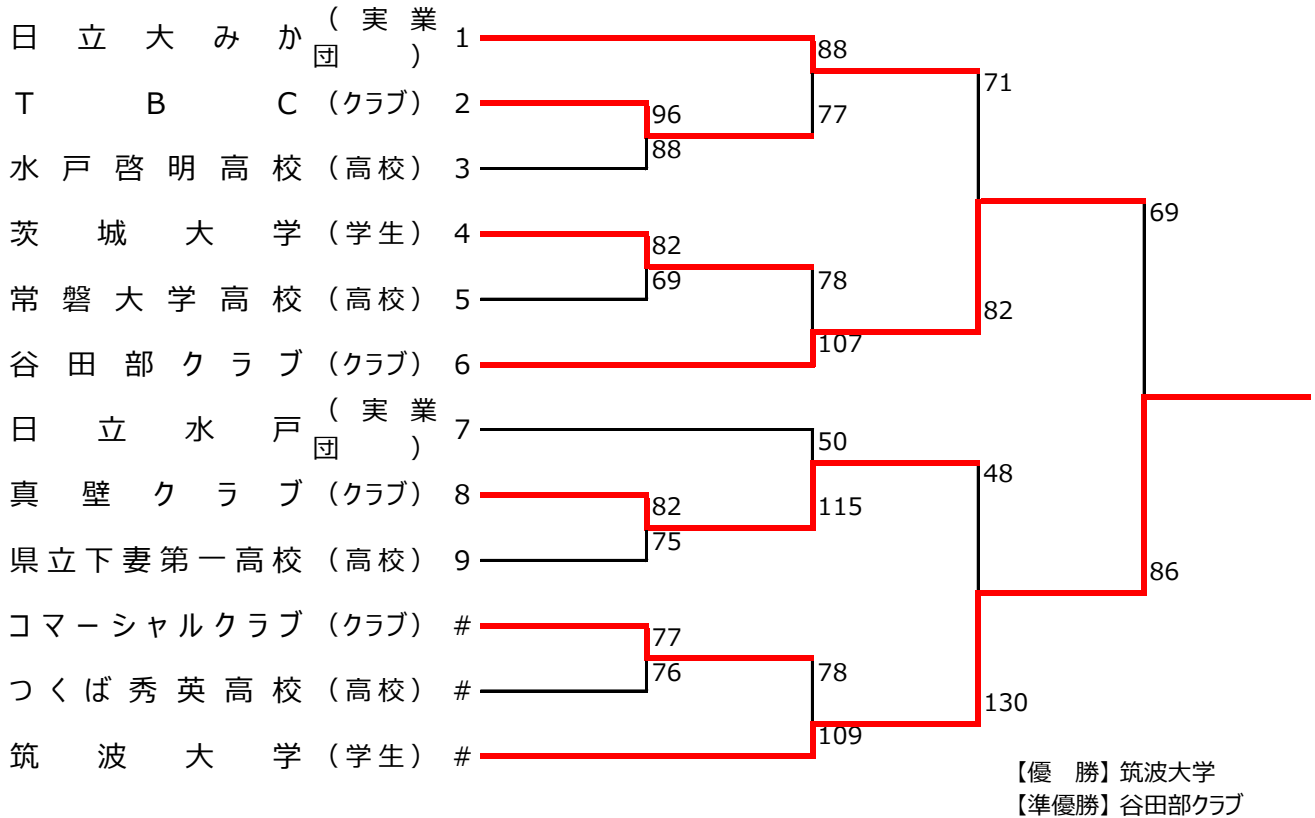 日立大みか（実業団） 1
TBC（クラブ） 2
水戸啓明高校（高校） 3
茨城大学（学生） 4
常磐大学高校（高校） 5
谷田部クラブ（クラブ） 6
日立水戸（実業団） 7
真壁クラブ（クラブ） 8
県立下妻第一高校（高校） 9
コマーシャルクラブ（クラブ） #
つくば秀英高校（高校） #
筑波大学（学生） #
96
88
82
69
82
75
77
76
88
77
78
107
50
115
78
109
71
82
48
130
69
86
【優　勝】筑波大学
【準優勝】谷田部クラブ